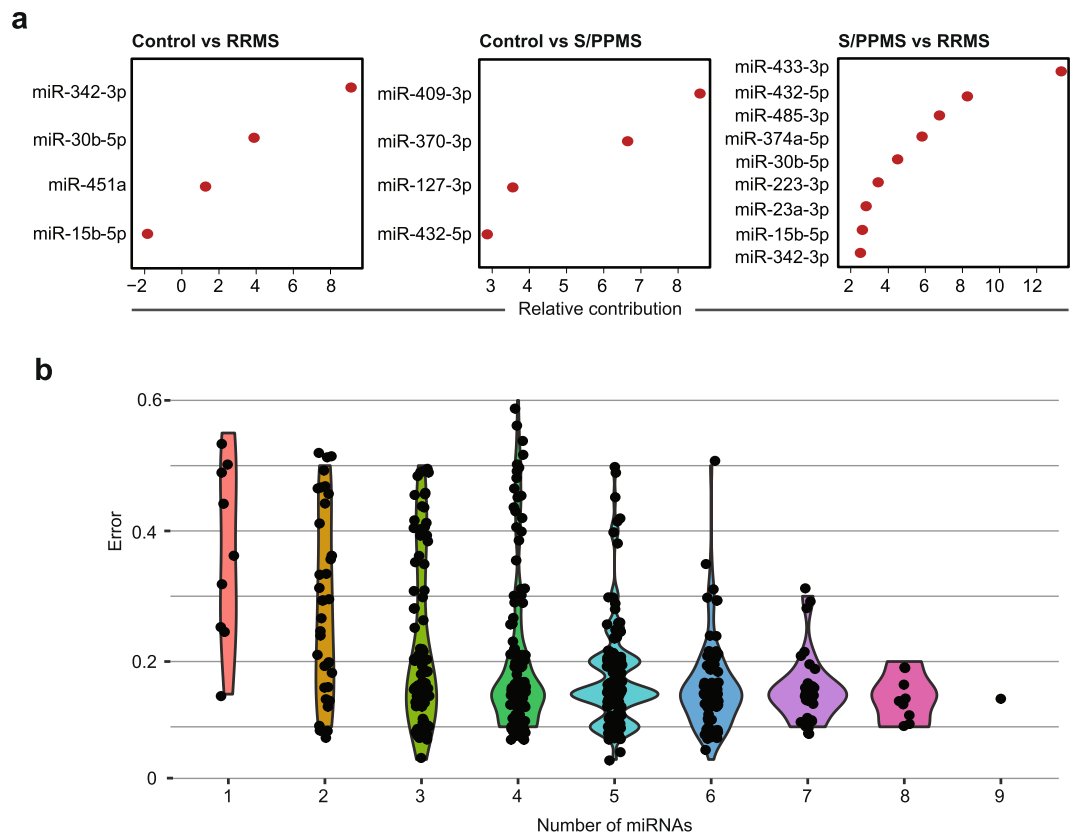 a
Control vs RRMS
miR-342-3p
miR-30b-5p
miR-451a
miR-15b-5p
−2 0 2 4 6 8
Control vs S/PPMS
miR-409-3p
miR-370-3p
miR-127-3p
miR-432-5p
3 4 5 6 7 8
S/PPMS vs RRMS
miR-433-3p
miR-432-5p
miR-485-3p
miR-374a-5p
miR-30b-5p
miR-223-3p
miR-23a-3p
miR-15b-5p
miR-342-3p
2 4 6 8 10 12
Relative contribution
b
Error
0.6
0.4
0.2
0
1 2 3 4 5 6 7 8 9
Number of miRNAs